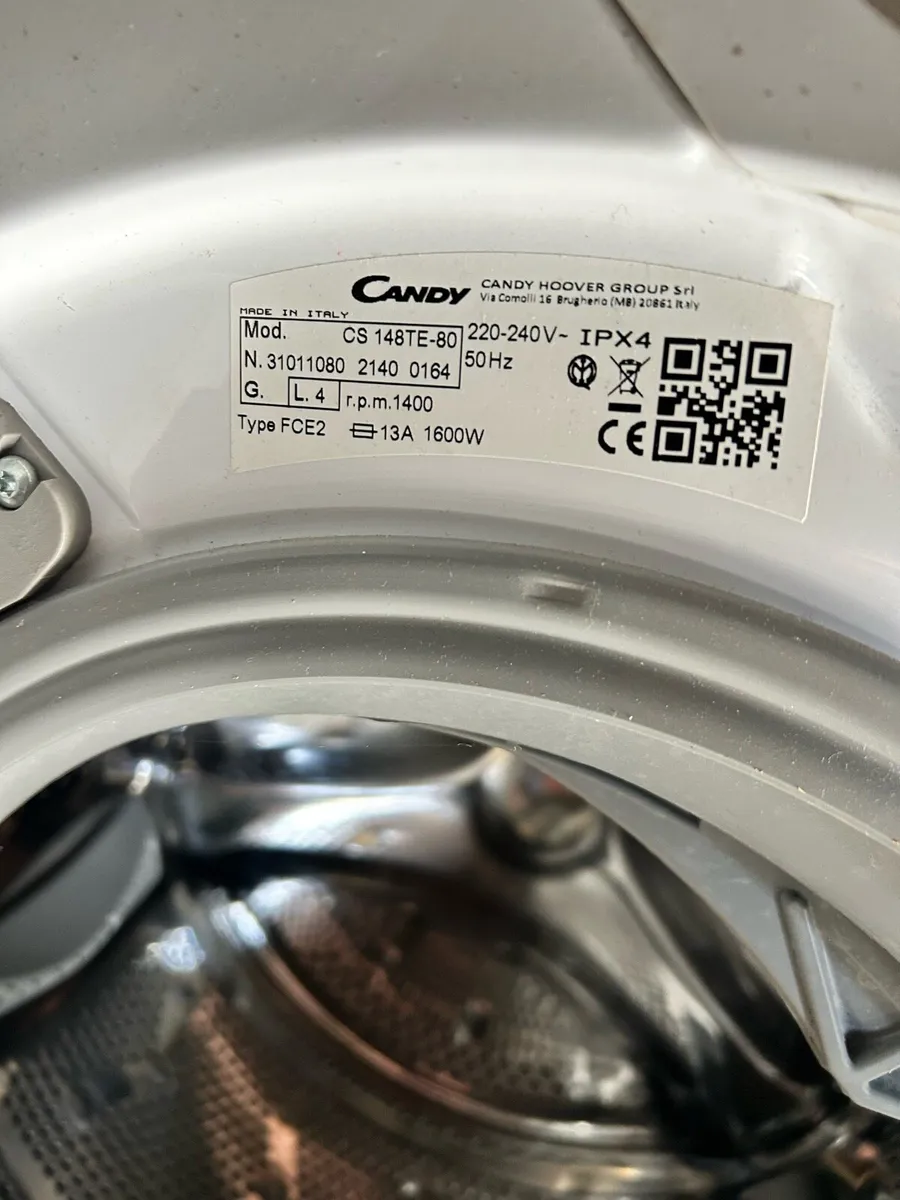 CANDY
CANDY HOOVER GROUP Srl
Via Comolli 16 Brugherio (MB) 20861 Italy
MADE IN ITALY
Mod. CS 148TE-80
220-240V~ IPX4
N. 31011080 2140 0164
50Hz
G. L. 4 r.p.m.1400
Type FCE2 13A 1600W
CE